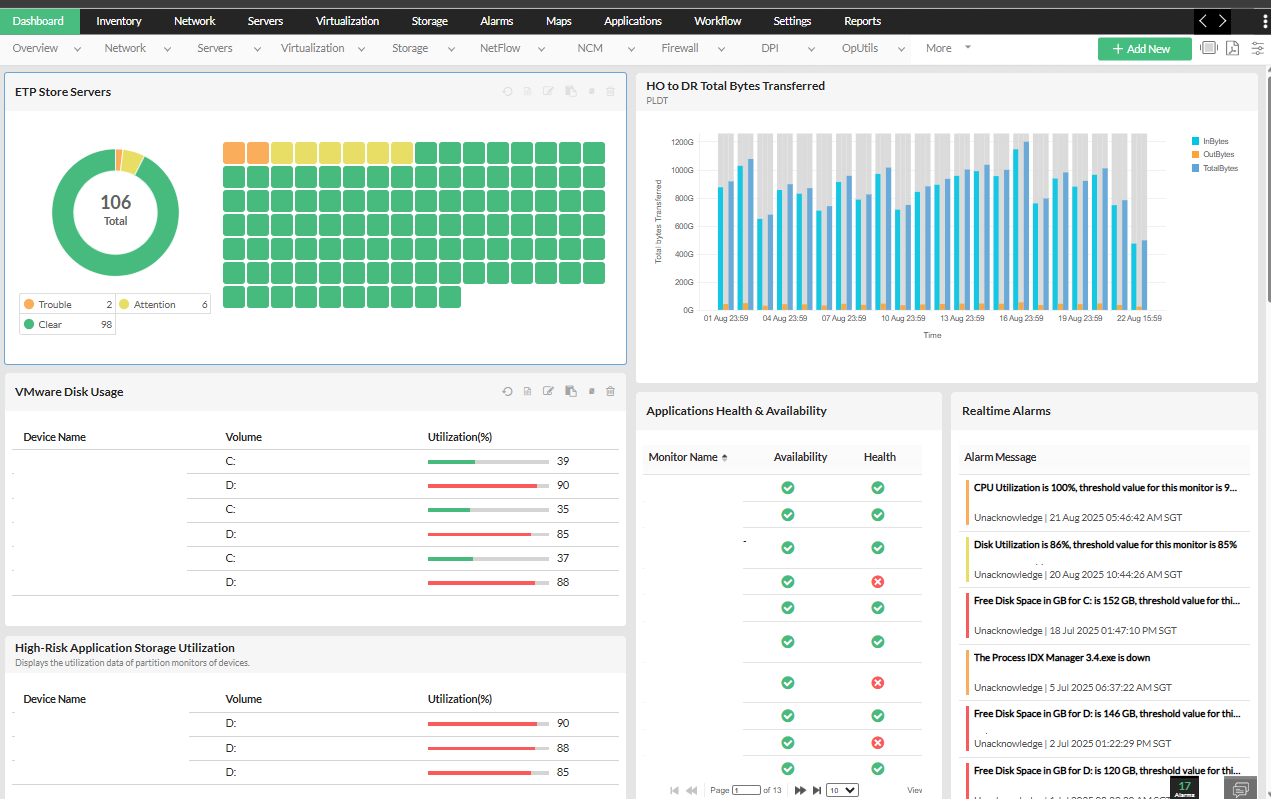 Dashboard Inventory Network Servers Virtualization Storage Alarms Maps Applications Workflow Settings Reports
Overview Network Servers Virtualization Storage NetFlow NCM Firewall DPI OpUtils More + Add New
ETP Store Servers
106
Total
Trouble 2 Attention 6
Clear 98
HO to DR Total Bytes Transferred
PLDT
Total bytes Transferred
1200G
1000G
800G
600G
400G
200G
0G
01 Aug 23:59 04 Aug 23:59 07 Aug 23:59 10 Aug 23:59 13 Aug 23:59 16 Aug 23:59 19 Aug 23:59 22 Aug 15:59
Time
InBytes
OutBytes
TotalBytes
VMware Disk Usage
Device Name Volume Utilization(%)
C: 39
D: 90
C: 35
D: 85
C: 37
D: 88
High-Risk Application Storage Utilization
Displays the utilization data of partition monitors of devices.
Device Name Volume Utilization(%)
D: 90
D: 88
D: 85
Applications Health & Availability
Monitor Name Availability Health
-
Page 1 of 13 10 View
Realtime Alarms
Alarm Message
CPU Utilization is 100%, threshold value for this monitor is 9...
Unacknowledge | 21 Aug 2025 05:46:42 AM SGT
Disk Utilization is 86%, threshold value for this monitor is 85%
Unacknowledge | 20 Aug 2025 10:44:26 AM SGT
Free Disk Space in GB for C: is 152 GB, threshold value for thi...
Unacknowledge | 18 Jul 2025 01:47:10 PM SGT
The Process IDX Manager 3.4.exe is down
Unacknowledge | 5 Jul 2025 06:37:22 AM SGT
Free Disk Space in GB for D: is 146 GB, threshold value for thi...
Unacknowledge | 2 Jul 2025 01:22:29 PM SGT
Free Disk Space in GB for D: is 120 GB, threshold value for thi...
17
Alarms